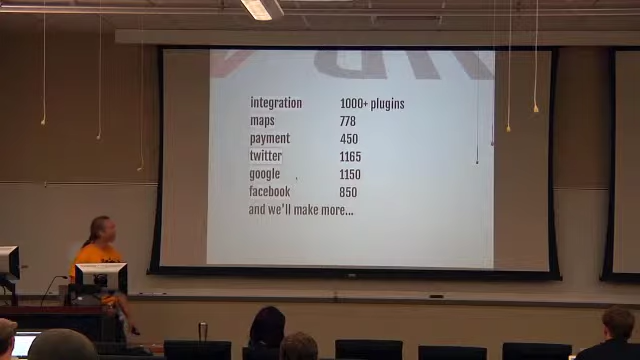 integration 1000+ plugins
maps 778
payment 450
twitter 1165
google 1150
facebook 850
and we'll make more...